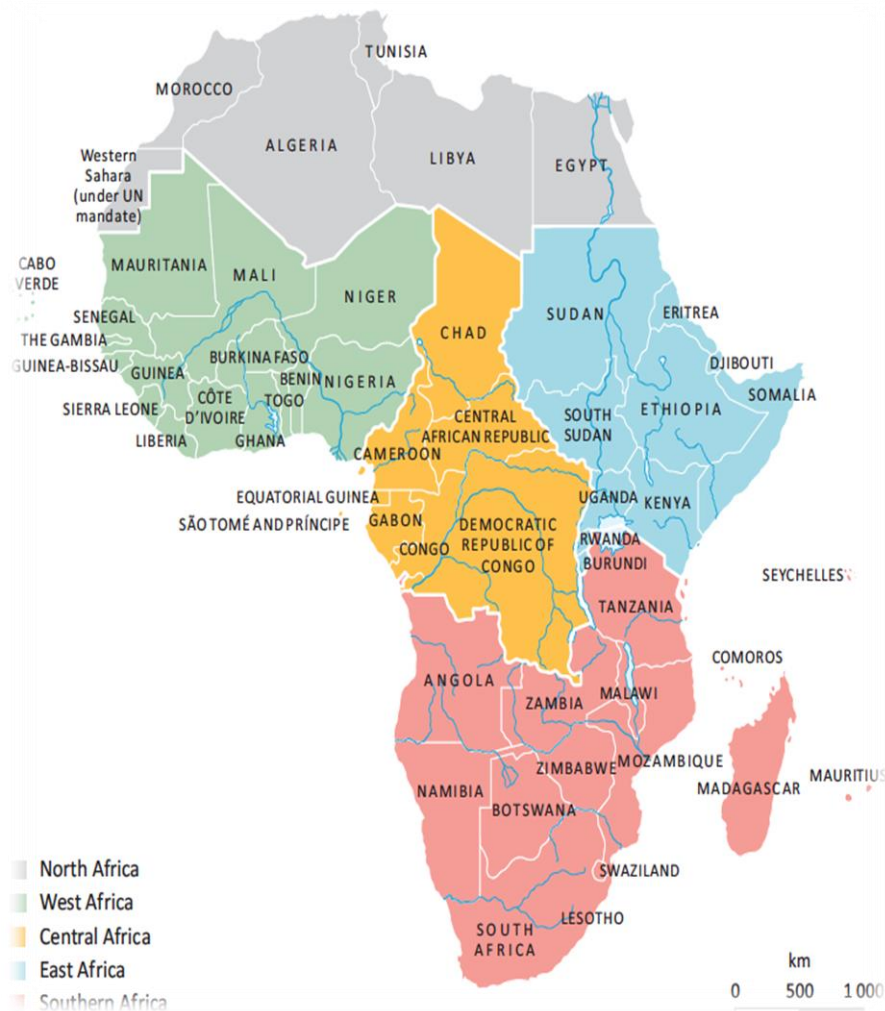 TUNISIA
MOROCCO
ALGERIA
LIBYA
EGYPT
Western
Sahara
(under UN
mandate)
CABO
VERDE
MAURITANIA
MALI
NIGER
CHAD
SUDAN
ERITREA
SENEGAL
THE GAMBIA
GUINEA-BISSAU
GUINEA
BURKINA FASO
BENIN
NIGERIA
DJIBOUTI
SOMALIA
SIERRA LEONE
CÔTE
D'IVOIRE
TOGO
LIBERIA
GHANA
CENTRAL
AFRICAN REPUBLIC
SOUTH
SUDAN
ETHIOPIA
CAMEROON
EQUATORIAL GUINEA
SÃO TOMÉ AND PRÍNCIPE
GABON
CONGO
DEMOCRATIC
REPUBLIC OF
CONGO
UGANDA
KENYA
RWANDA
BURUNDI
TANZANIA
SEYCHELLES
COMOROS
ANGOLA
ZAMBIA
MALAWI
MOZAMBIQUE
ZIMBABWE
NAMIBIA
BOTSWANA
MADAGASCAR
MAURITIUS
SWAZILAND
LESOTHO
SOUTH
AFRICA
North Africa
West Africa
Central Africa
East Africa
Southern Africa
km
0 500 1 000